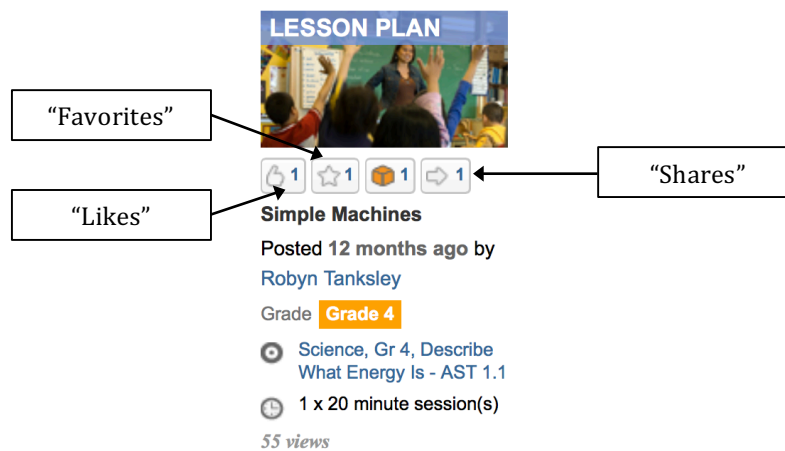 LESSON PLAN
“Favorites”
“Likes”
“Shares”
1 1 1 1
Simple Machines
Posted 12 months ago by
Robyn Tanksley
Grade Grade 4
Science, Gr 4, Describe
What Energy Is - AST 1.1
1 x 20 minute session(s)
55 views